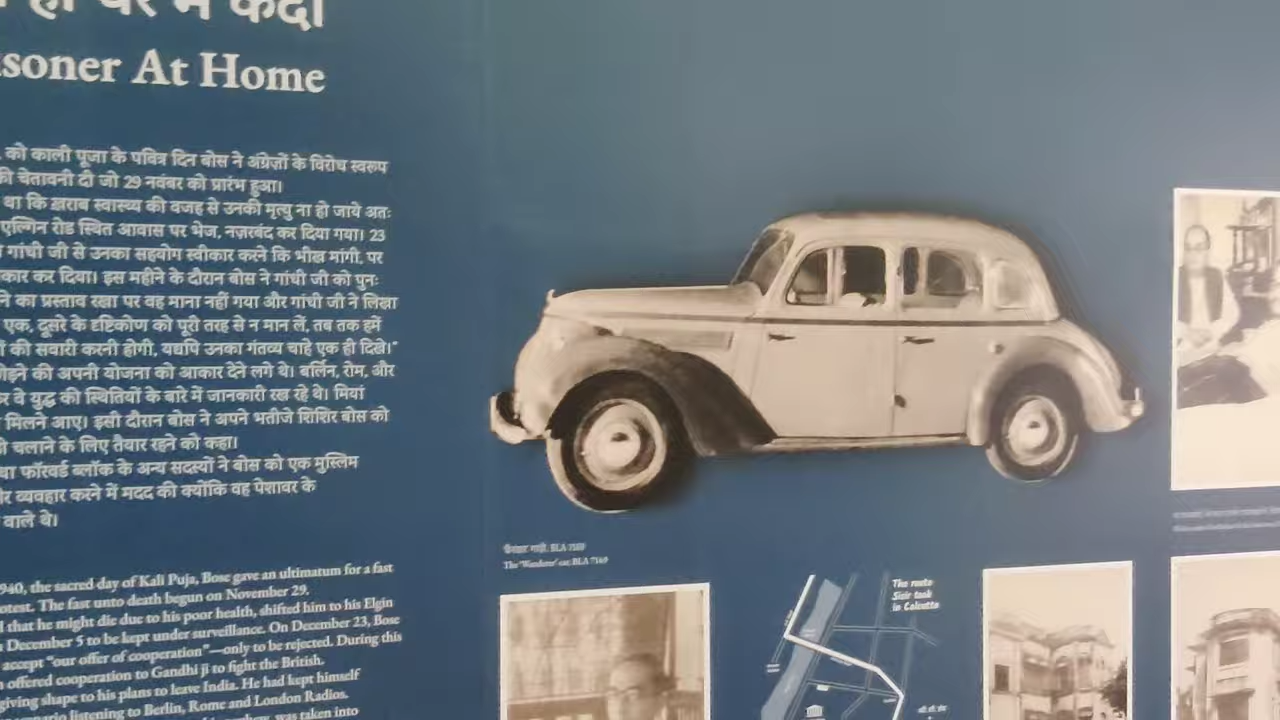 ही घर में कैदी
At Home
को काली पूजा के पवित्र दिन बोस ने अंग्रेज़ों के विरोध स्वरूप
की चेतावनी दी जो 29 नवंबर को प्रारंभ हुआ।
था कि ख़राब स्वास्थ्य की वजह से उनकी मृत्यु ना हो जाये अतः
एल्गिन रोड स्थित आवास पर भेज, नज़रबंद कर दिया गया। 23
गांधी जी से उनका सहयोग स्वीकार करने कि भीख मांगी, पर
कर दिया। इस महीने के दौरान बोस ने गांधी जी को पुनः
का प्रस्ताव रखा पर वह माना नहीं गया और गांधी जी ने लिखा
एक, दूसरे के दृष्टिकोण को पूरी तरह से न मान लें, तब तक हमें
की सवारी करनी होगी, यद्यपि उनका गंतव्य चाहे एक ही दिखे।"
की अपनी योजना को आकार देने लगे थे। बर्लिन, रोम, और
वे युद्ध की स्थितियों के बारे में जानकारी रख रहे थे। मियां
मिलने आए। इसी दौरान बोस ने अपने भतीजे शिशिर बोस को
चलाने के लिए तैयार रहने को कहा।
फॉरवर्ड ब्लॉक के अन्य सदस्यों ने बोस को एक मुस्लिम
व्यवहार करने में मदद की क्योंकि वह पेशावर के
वाले थे।
the sacred day of Kali Puja, Bose gave an ultimatum for a fast
The fast unto death begun on November 29.
that he might die due to his poor health, shifted him to his Elgin
December 5 to be kept under surveillance. On December 23, Bose
accept "our offer of cooperation"—only to be rejected. During this
offered cooperation to Gandhi ji to fight the British.
giving shape to his plans to leave India. He had kept himself
listening to Berlin, Rome and London Radios.
was taken into
The 'Wanderer' car, BLA 7169
The route
Sisir took
in Calcutta